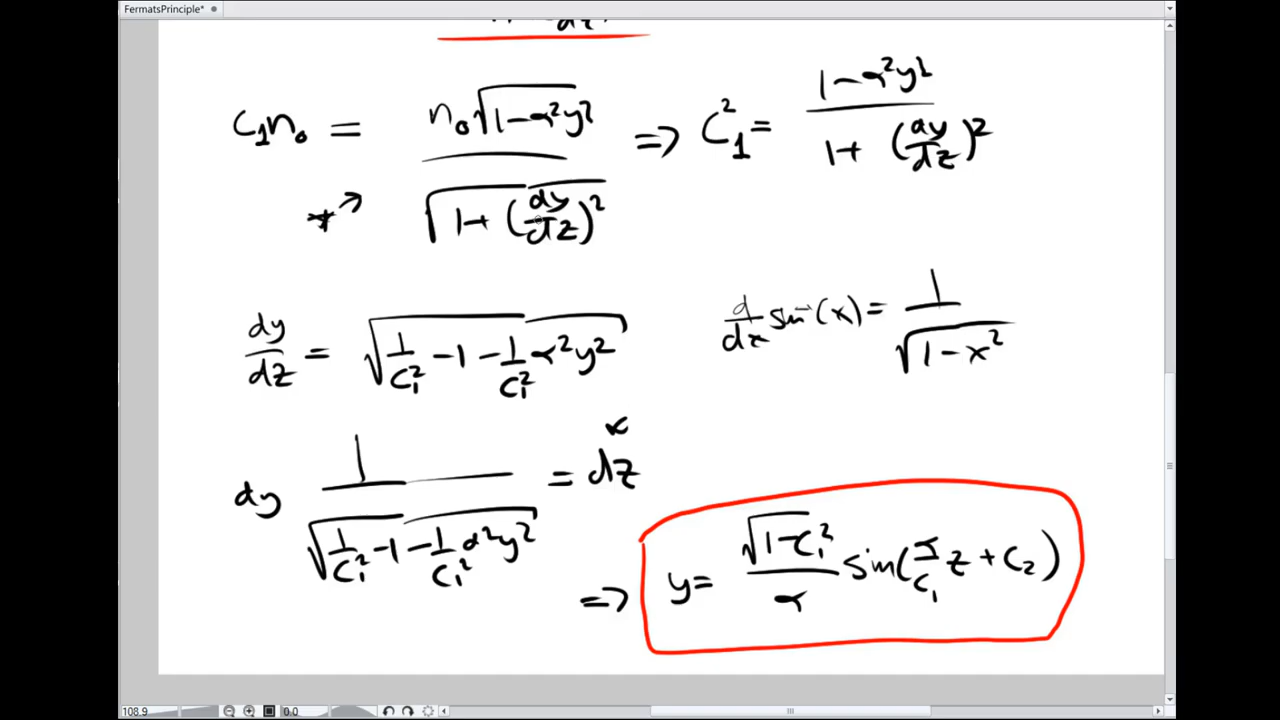 FermatsPrinciple*
C₁n₀ = n₀√(1-α²y²) / √(1+(dy/dz)²) => C₁² = (1-α²y²) / (1+(dy/dz)²)
* →
dy/dz = √(1/C₁² -1 - 1/C₁² α²y²) d/dx sin⁻¹(x) = 1/√(1-x²)
dy 1/√(1/C₁² -1 - 1/C₁² α²y²) = dz
=> y = √(1-C₁²)/α sin(α/C₁ z + C₂)
108.9 0.0